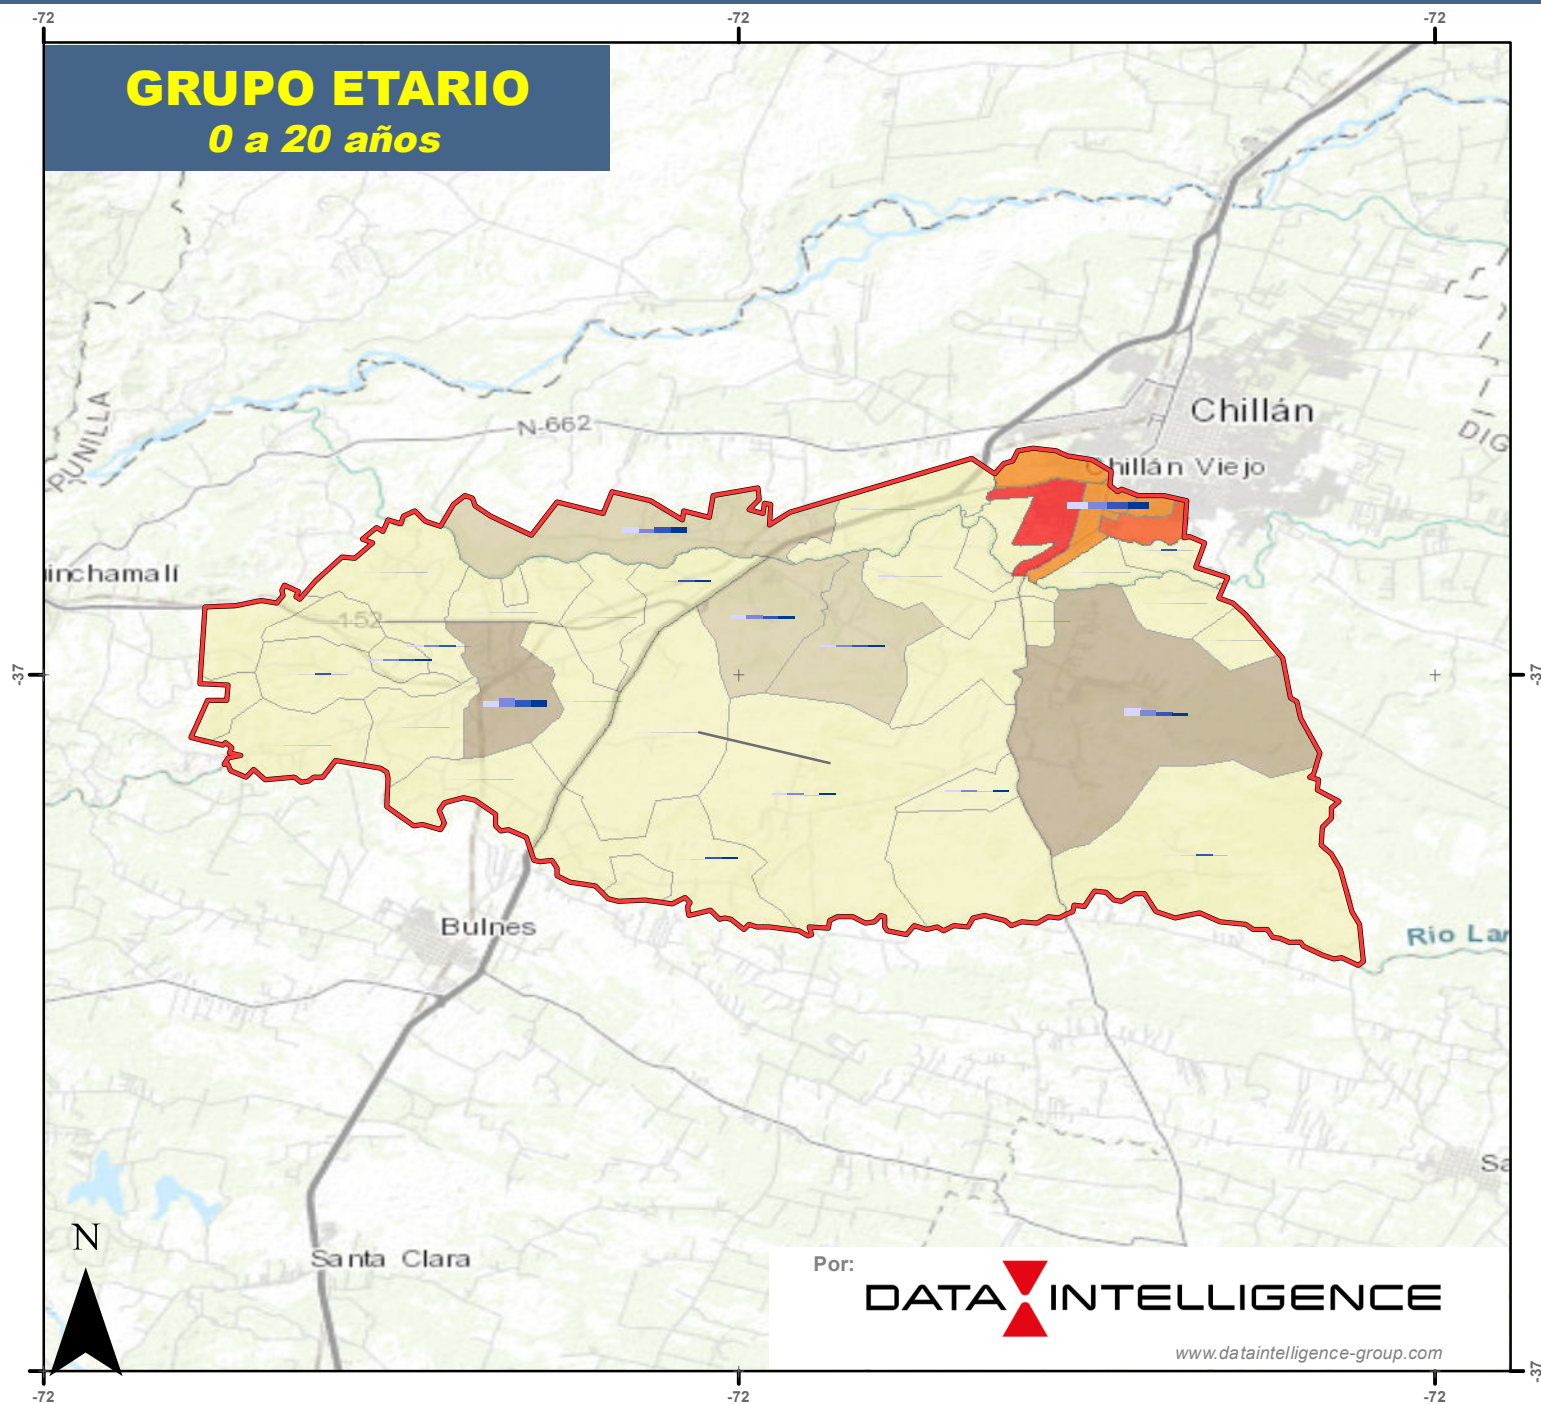 -72
-72
-72
GRUPO ETARIO
0 a 20 años
PUNILLA
N-662
Chillán
DIG
Chillán Viejo
inchamalí
152
-37
-37
Bulnes
Rio Lar
Sa
N
Santa Clara
Por:
DATA INTELLIGENCE
www.dataintelligence-group.com
-37
-72
-72
-72